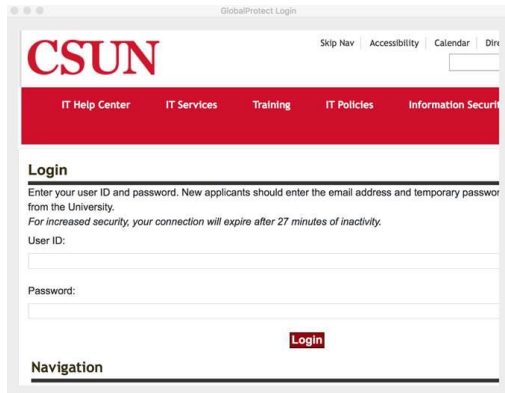 GlobalProtect Login
CSUN
Skip Nav Accessibility Calendar
IT Help Center IT Services Training IT Policies Information
Login
Enter your user ID and password. New applicants should enter the email address and temporary
from the University.
For increased security, your connection will expire after 27 minutes of inactivity.
User ID:
Password:
Login
Navigation